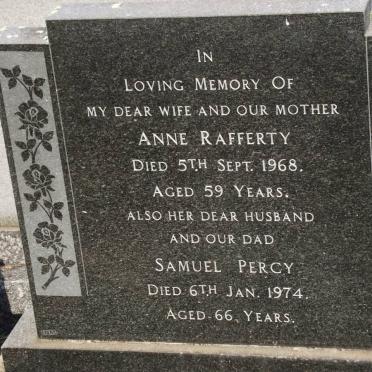 IN
LOVING MEMORY OF
MY DEAR WIFE AND OUR MOTHER
ANNE RAFFERTY
DIED 5TH SEPT. 1968.
AGED 59 YEARS.
ALSO HER DEAR HUSBAND
AND OUR DAD
SAMUEL PERCY
DIED 6TH JAN. 1974.
AGED 66 YEARS.